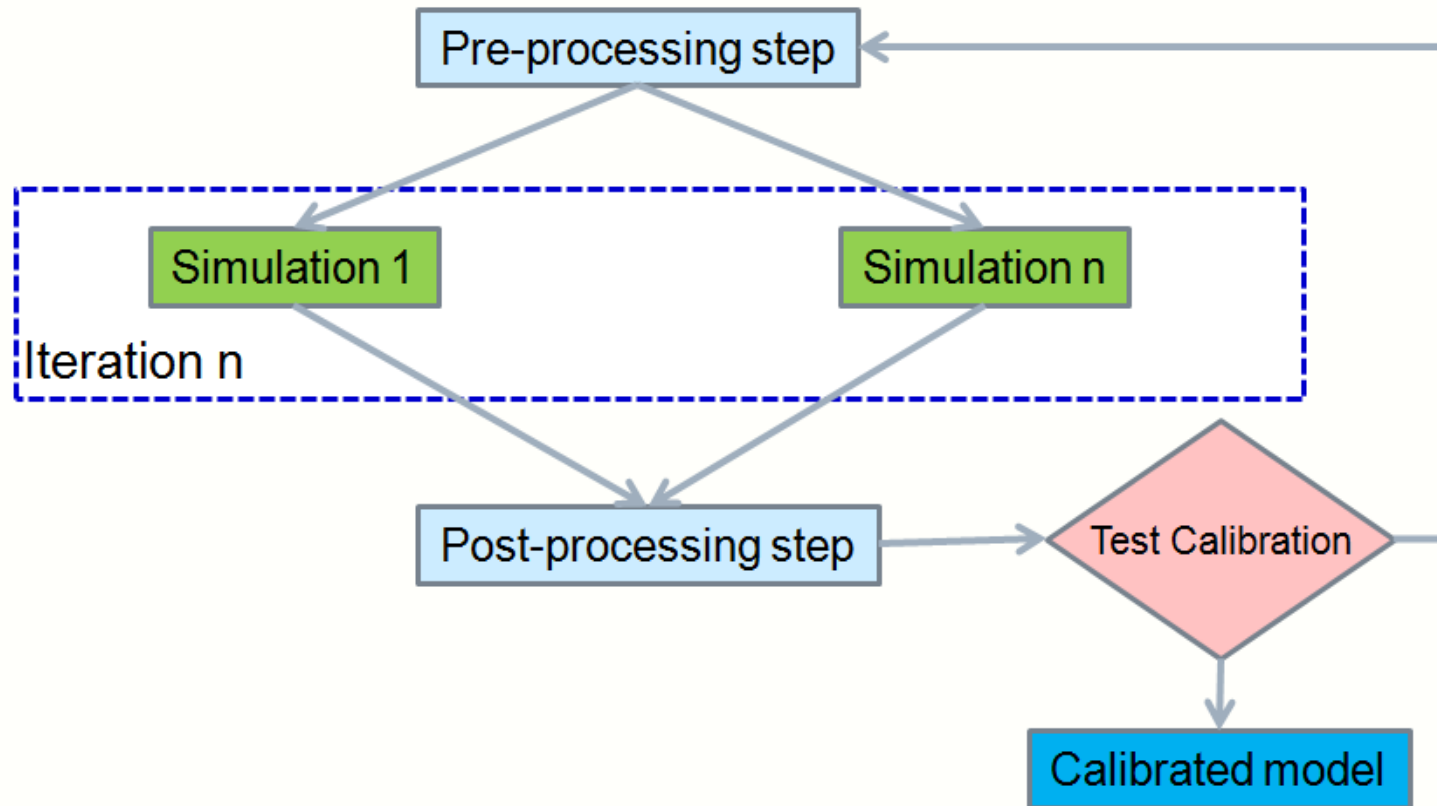 Pre-processing step
Simulation 1
Simulation n
Iteration n
Post-processing step
Test Calibration
Calibrated model